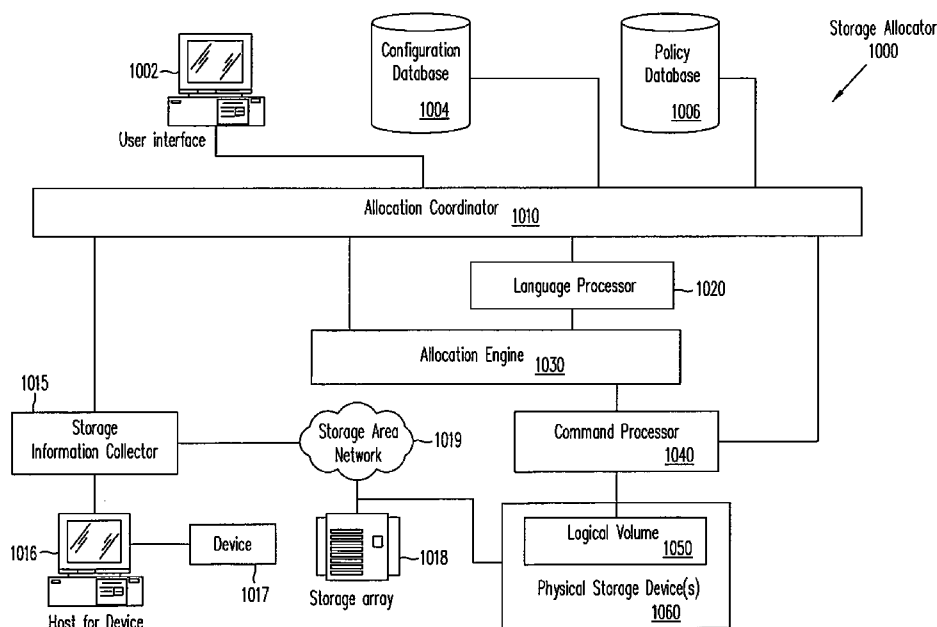 Storage Allocator
1000
1002
User interface
Configuration
Database
1004
Policy
Database
1006
Allocation Coordinator 1010
Language Processor
1020
Allocation Engine 1030
1015
Storage
Information Collector
Storage Area
Network
1019
Command Processor
1040
1016
Host for Device
Device
1017
1018
Storage array
Logical Volume 1050
Physical Storage Device(s)
1060